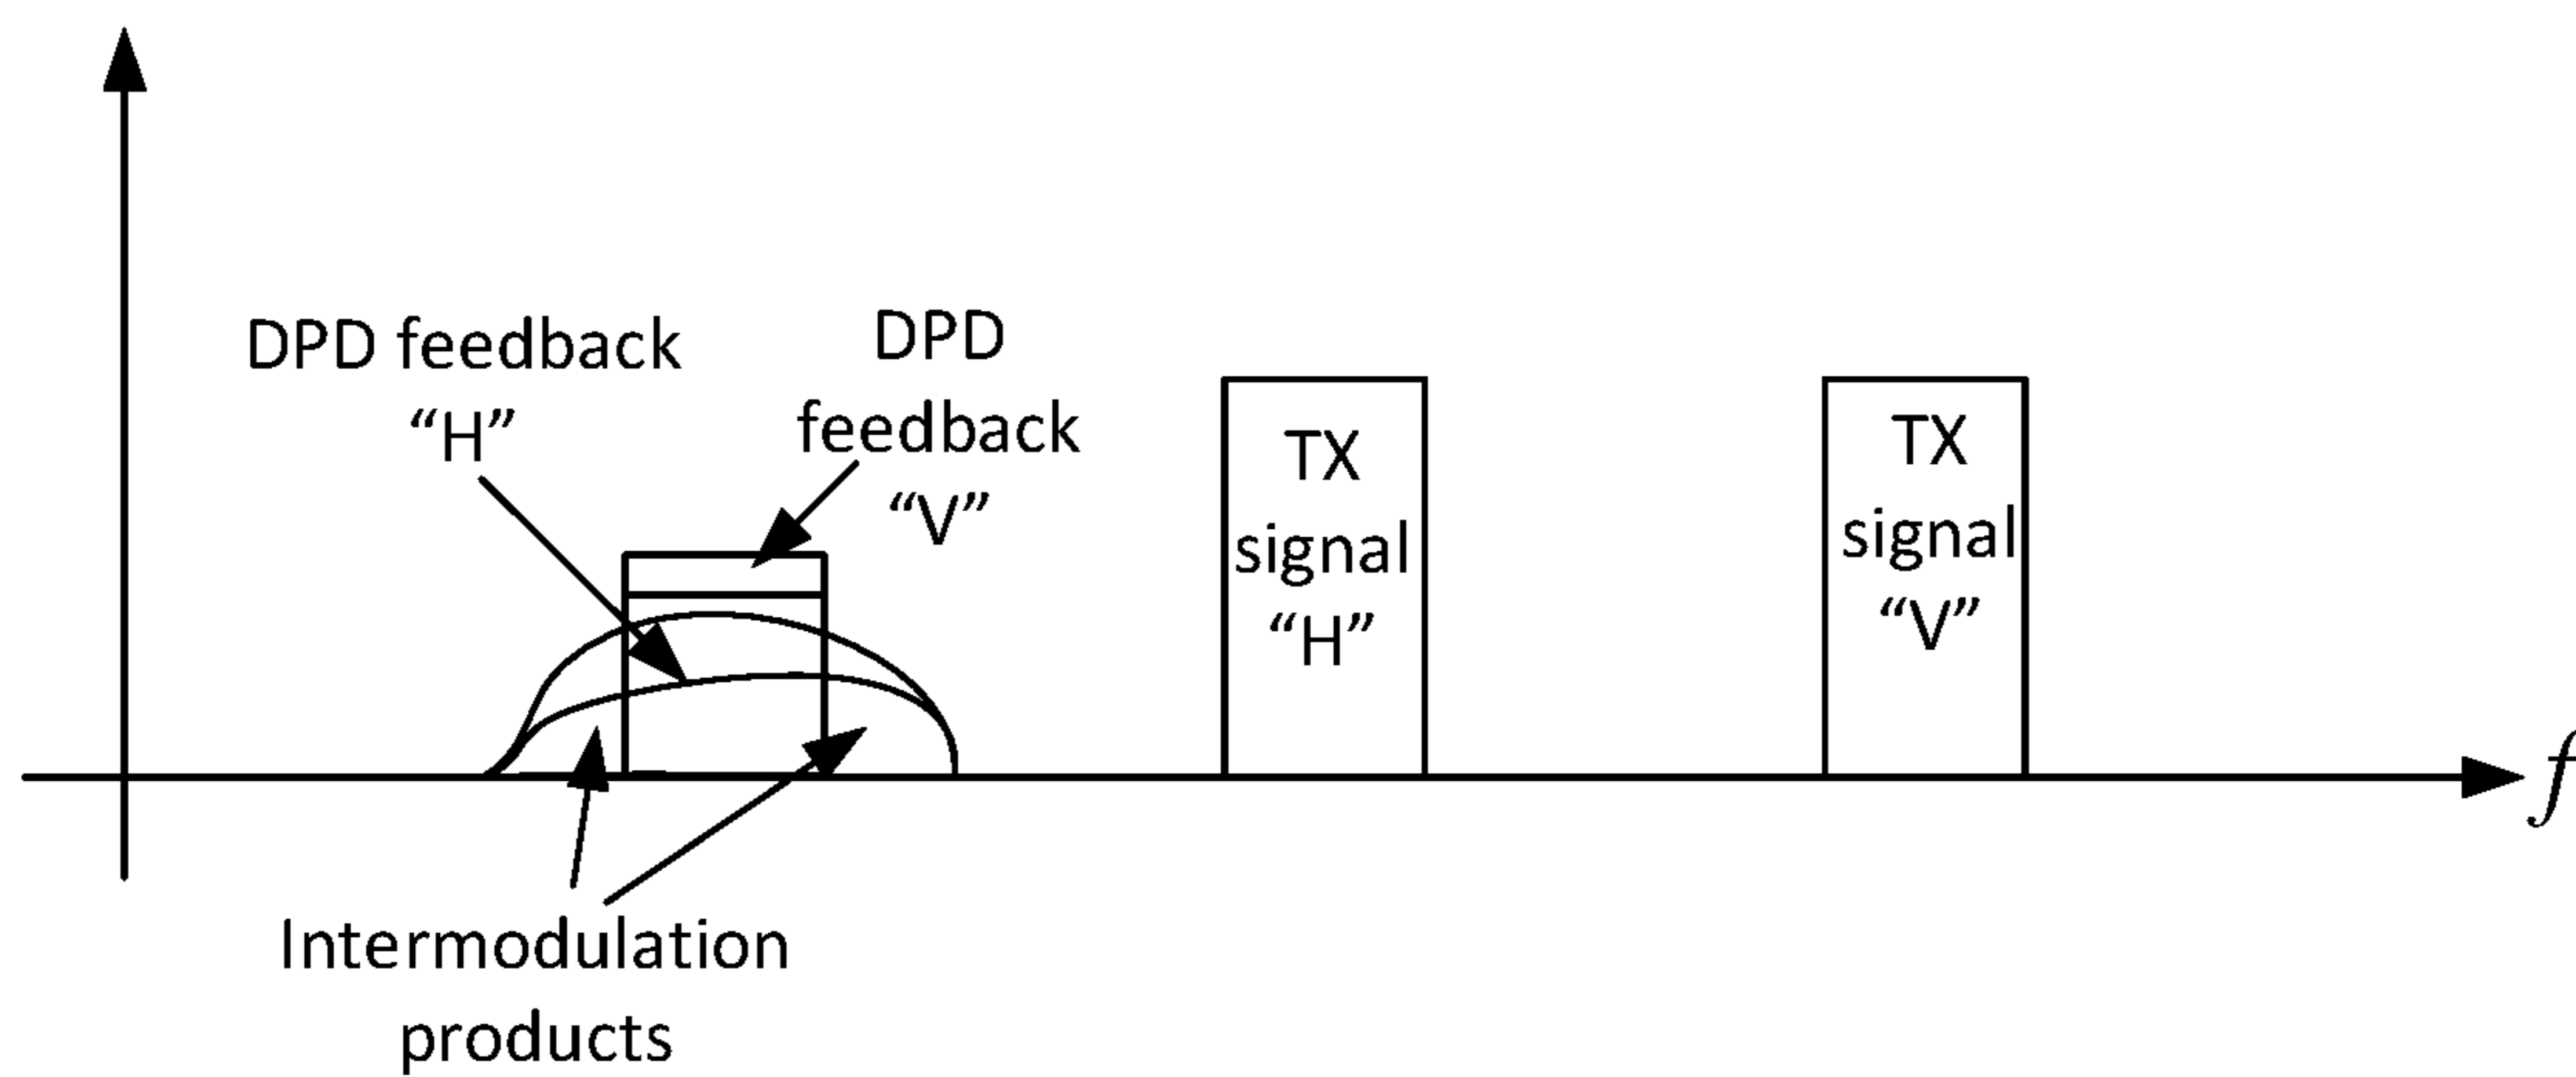 DPD feedback
“H”
DPD
feedback
“V”
TX
signal
“H”
TX
signal
“V”
f
Intermodulation
products